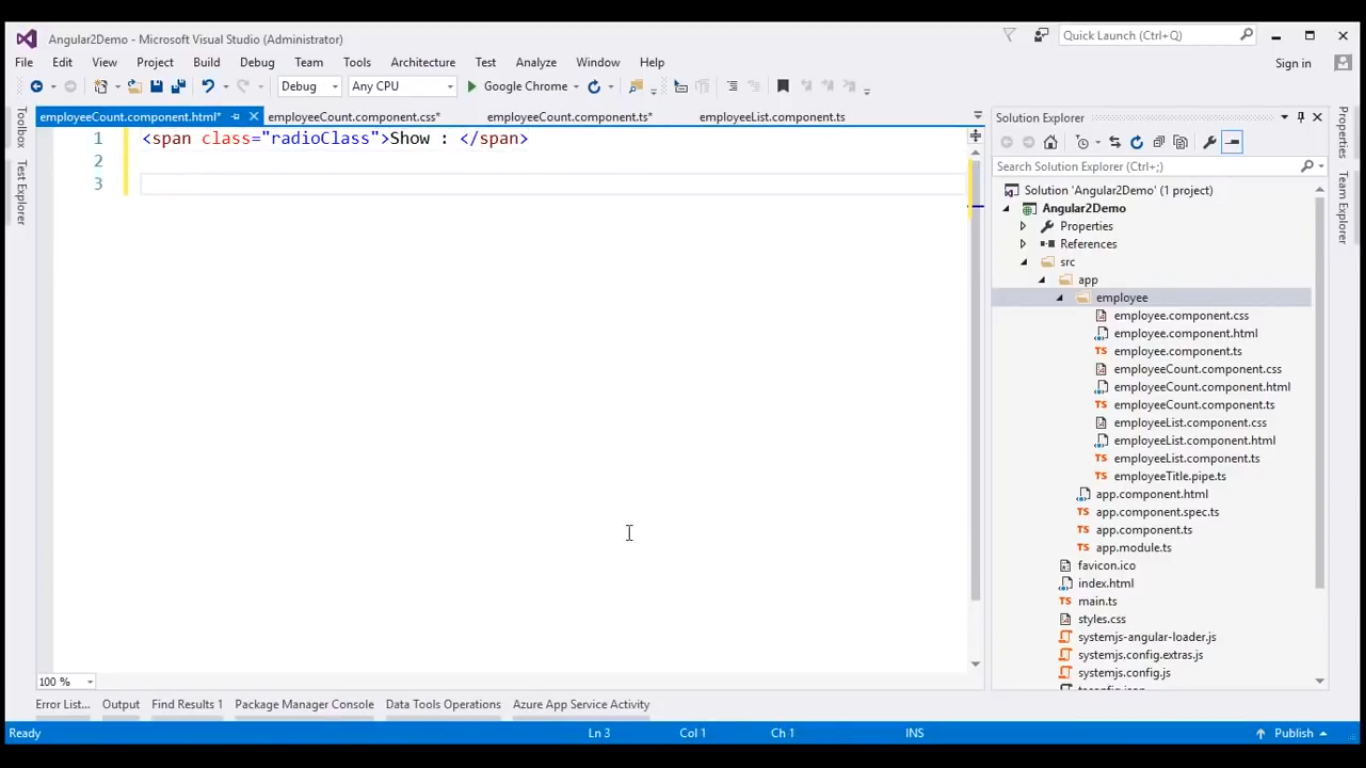 Angular2Demo - Microsoft Visual Studio (Administrator)
Quick Launch (Ctrl+Q)
File Edit View Project Build Debug Team Tools Architecture Test Analyze Window Help
Sign in
Debug Any CPU Google Chrome
Toolbox
Test Explorer
employeeCount.component.html* employeeCount.component.css* employeeCount.component.ts* employeeList.component.ts
1 <span class="radioClass">Show : </span>
2
3
100 %
Solution Explorer
Search Solution Explorer (Ctrl+;)
Solution 'Angular2Demo' (1 project)
Angular2Demo
Properties
References
src
app
employee
employee.component.css
employee.component.html
TS employee.component.ts
employeeCount.component.css
employeeCount.component.html
TS employeeCount.component.ts
employeeList.component.css
employeeList.component.html
TS employeeList.component.ts
TS employeeTitle.pipe.ts
app.component.html
TS app.component.spec.ts
TS app.component.ts
TS app.module.ts
favicon.ico
index.html
TS main.ts
styles.css
systemjs-angular-loader.js
systemjs.config.extras.js
systemjs.config.js
Properties
Team Explorer
Error List... Output Find Results 1 Package Manager Console Data Tools Operations Azure App Service Activity
Ready Ln 3 Col 1 Ch 1 INS Publish